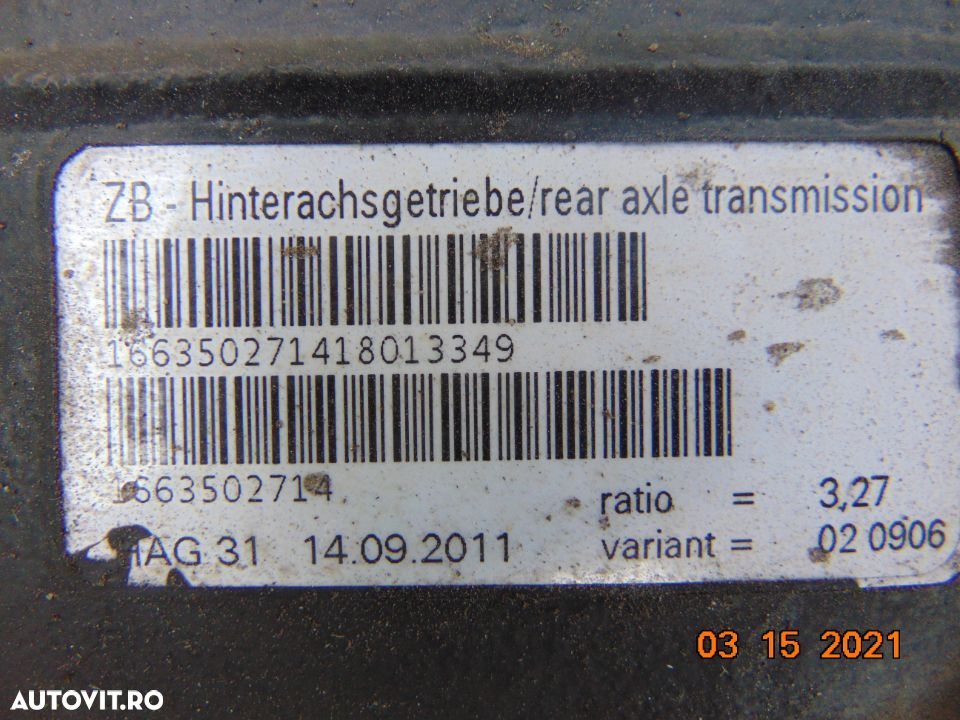 ZB - Hinterachsgetriebe/rear axle transmission
166350271418013349
1663502714
ratio = 3,27
HAG 31 14.09.2011
variant = 02 0906
03 15 2021
AUTOVIT.RO